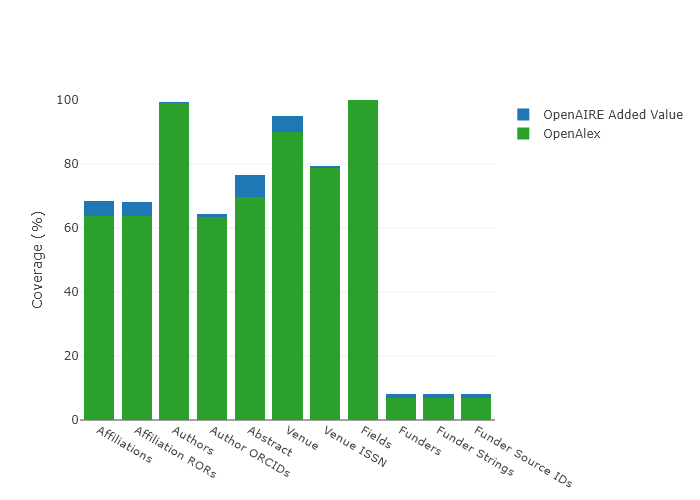 100
80
60
40
20
0
Coverage (%)
Affiliations
Affiliation RORs
Authors
Author ORCIDs
Abstract
Venue
Venue ISSN
Fields
Funders
Funder Strings
Funder Source IDs
OpenAIRE Added Value
OpenAlex